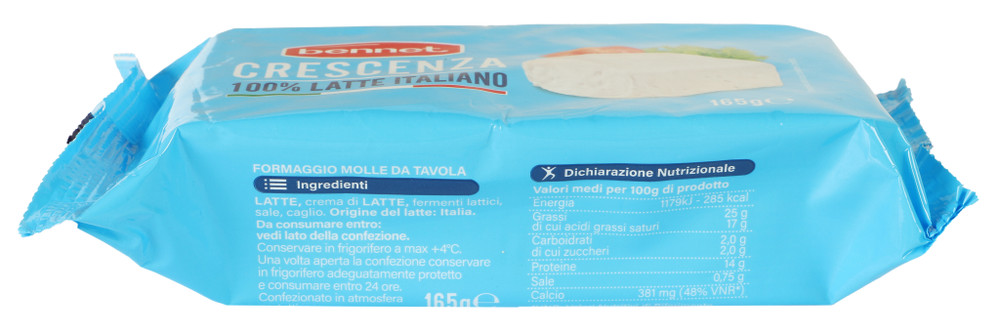 bennet
CRESCENZA
100% LATTE ITALIANO
165g℮
FORMAGGIO MOLLE DA TAVOLA
Ingredienti
LATTE, crema di LATTE, fermenti lattici,
sale, caglio. Origine del latte: Italia.
Da consumare entro:
vedi lato della confezione.
Conservare in frigorifero a max +4°C.
Una volta aperta la confezione conservare
in frigorifero adeguatamente protetto
e consumare entro 24 ore.
Confezionato in atmosfera
165g℮
Dichiarazione Nutrizionale
Valori medi per 100g di prodotto
Energia 1179kJ - 285 kcal
Grassi 25 g
di cui acidi grassi saturi 17 g
Carboidrati 2,0 g
di cui zuccheri 2,0 g
Proteine 14 g
Sale 0,75 g
Calcio 381 mg (48% VNR*)